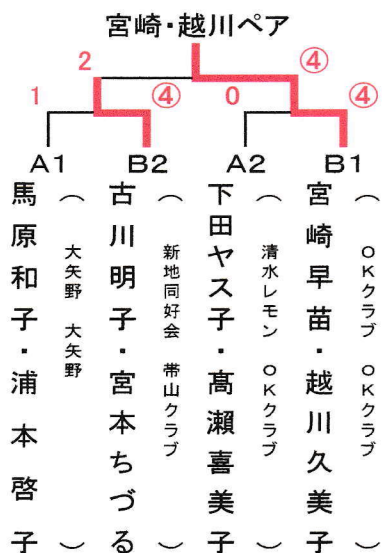 宮崎・越川ペア
2 ④
1 ④ 0 ④
A1 B2 A2 B1
馬原和子・浦本啓子
(大矢野 大矢野)
古川明子・宮本ちづる
(新地同好会 帯山クラブ)
下田ヤス子・髙瀬喜美子
(清水レモン OKクラブ)
宮崎早苗・越川久美子
(OKクラブ OKクラブ)